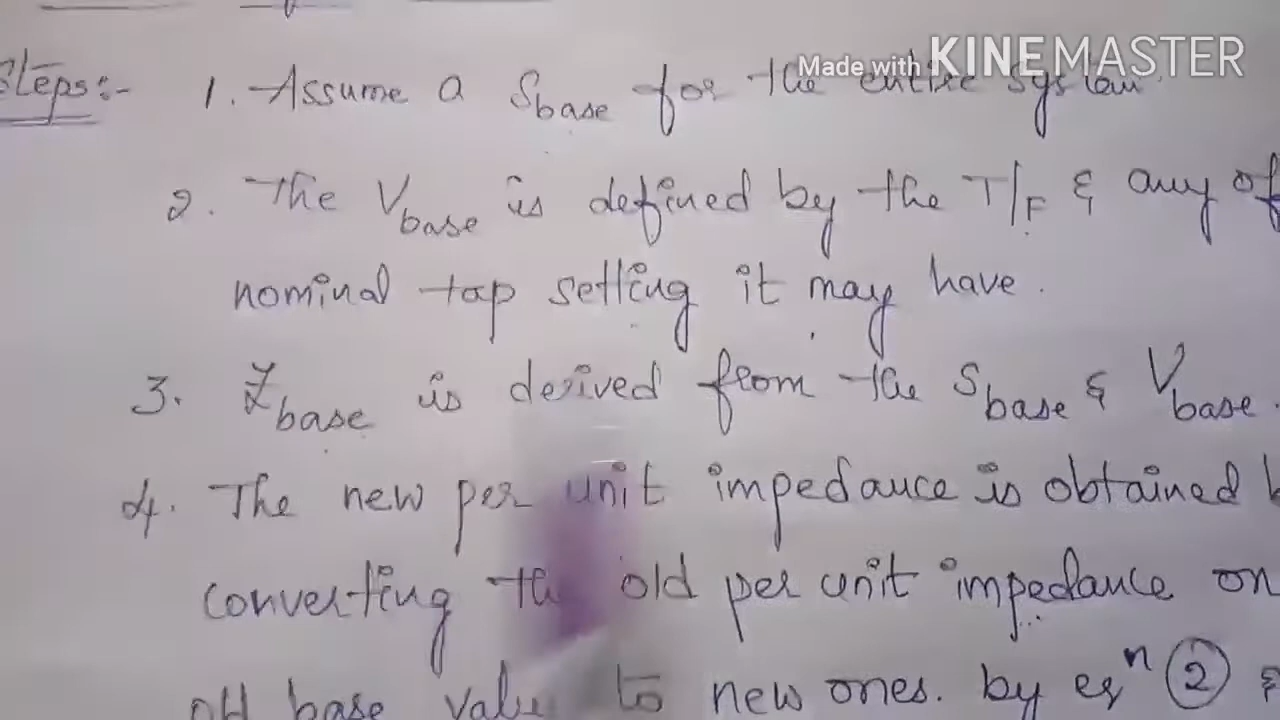 Steps:- 1. Assume a Sbase for the entire system.
Made with KINEMASTER
2. The Vbase is defined by the T/F & any of
nominal tap setting it may have.
3. Zbase is derived from the Sbase & Vbase.
4. The new per unit impedance is obtained b
converting the old per unit impedance on
old base value to new ones. by eqn ②